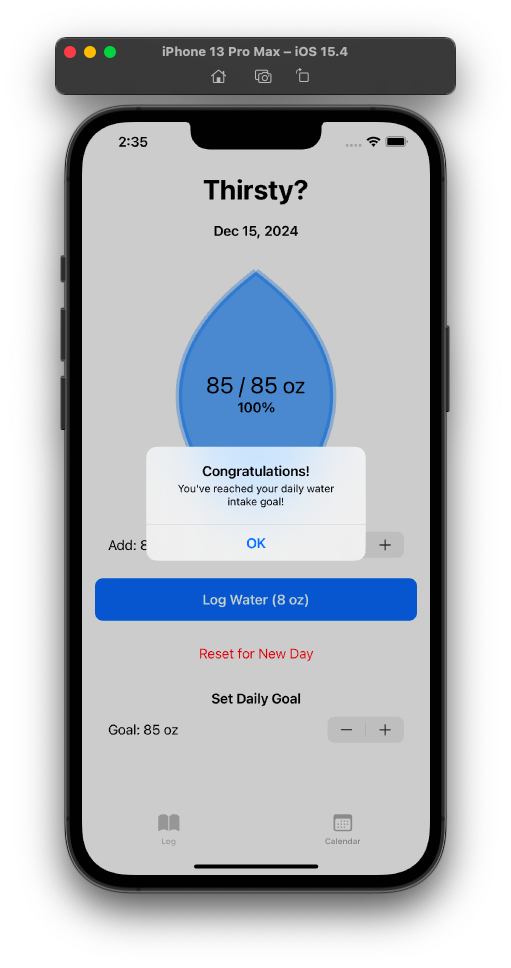 iPhone 13 Pro Max – iOS 15.4
2:35
Thirsty?
Dec 15, 2024
85 / 85 oz
100%
Congratulations!
You've reached your daily water
intake goal!
OK
Add: 8
+
Log Water (8 oz)
Reset for New Day
Set Daily Goal
Goal: 85 oz
− +
Log
Calendar